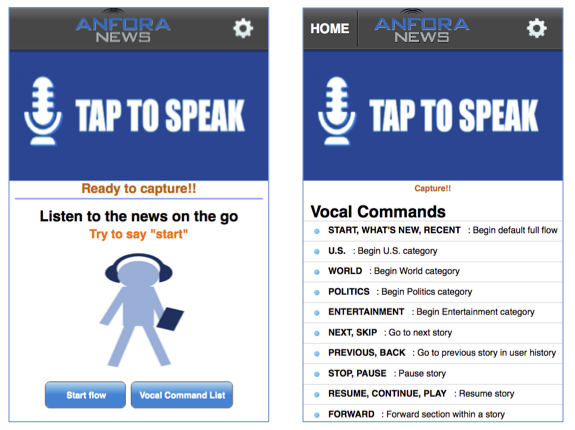 ANFORA
NEWS
TAP TO SPEAK
Ready to capture!!
Listen to the news on the go
Try to say "start"
Start flow
Vocal Command List
HOME
ANFORA
NEWS
TAP TO SPEAK
Capture!!
Vocal Commands
START, WHAT'S NEW, RECENT : Begin default full flow
U.S. : Begin U.S. category
WORLD : Begin World category
POLITICS : Begin Politics category
ENTERTAINMENT : Begin Entertainment category
NEXT, SKIP : Go to next story
PREVIOUS, BACK : Go to previous story in user history
STOP, PAUSE : Pause story
RESUME, CONTINUE, PLAY : Resume story
FORWARD : Forward section within a story